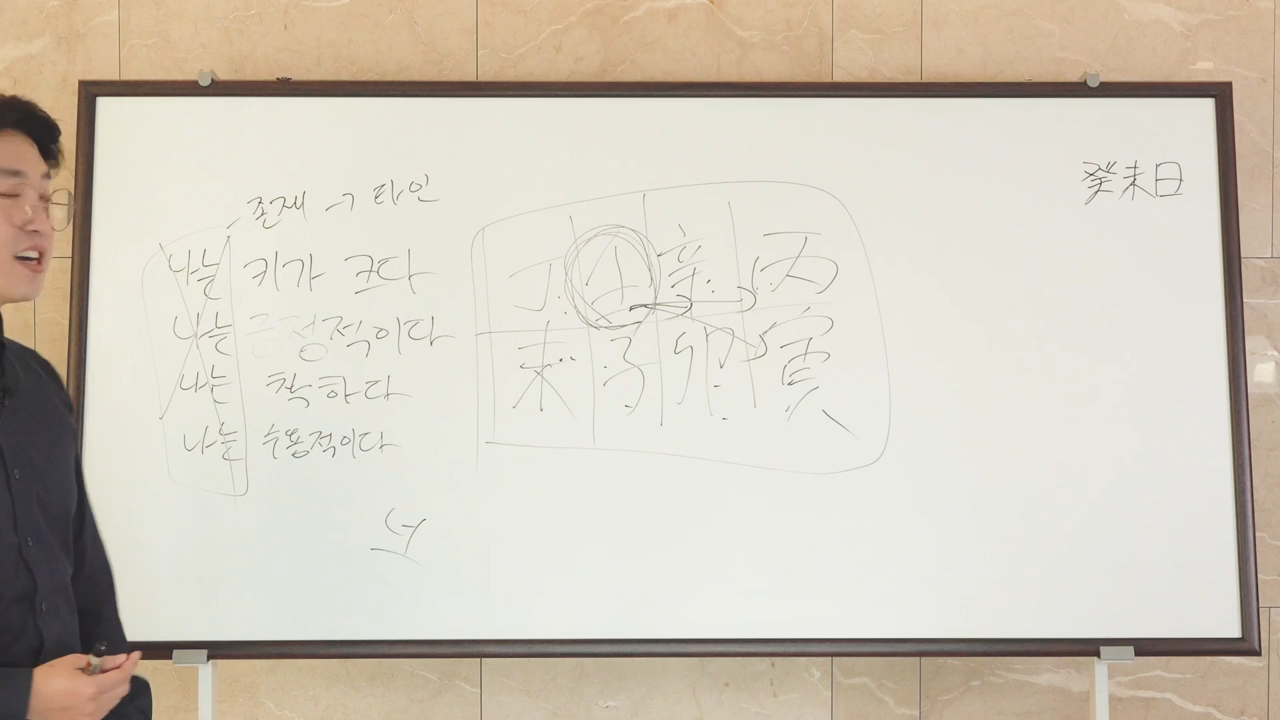 癸未日
존재 → 타인
나는 키가 크다
나는 긍정적이다
나는 착하다
나는 수용적이다
너
丁 壬 辛 丙
未 子 卯 寅